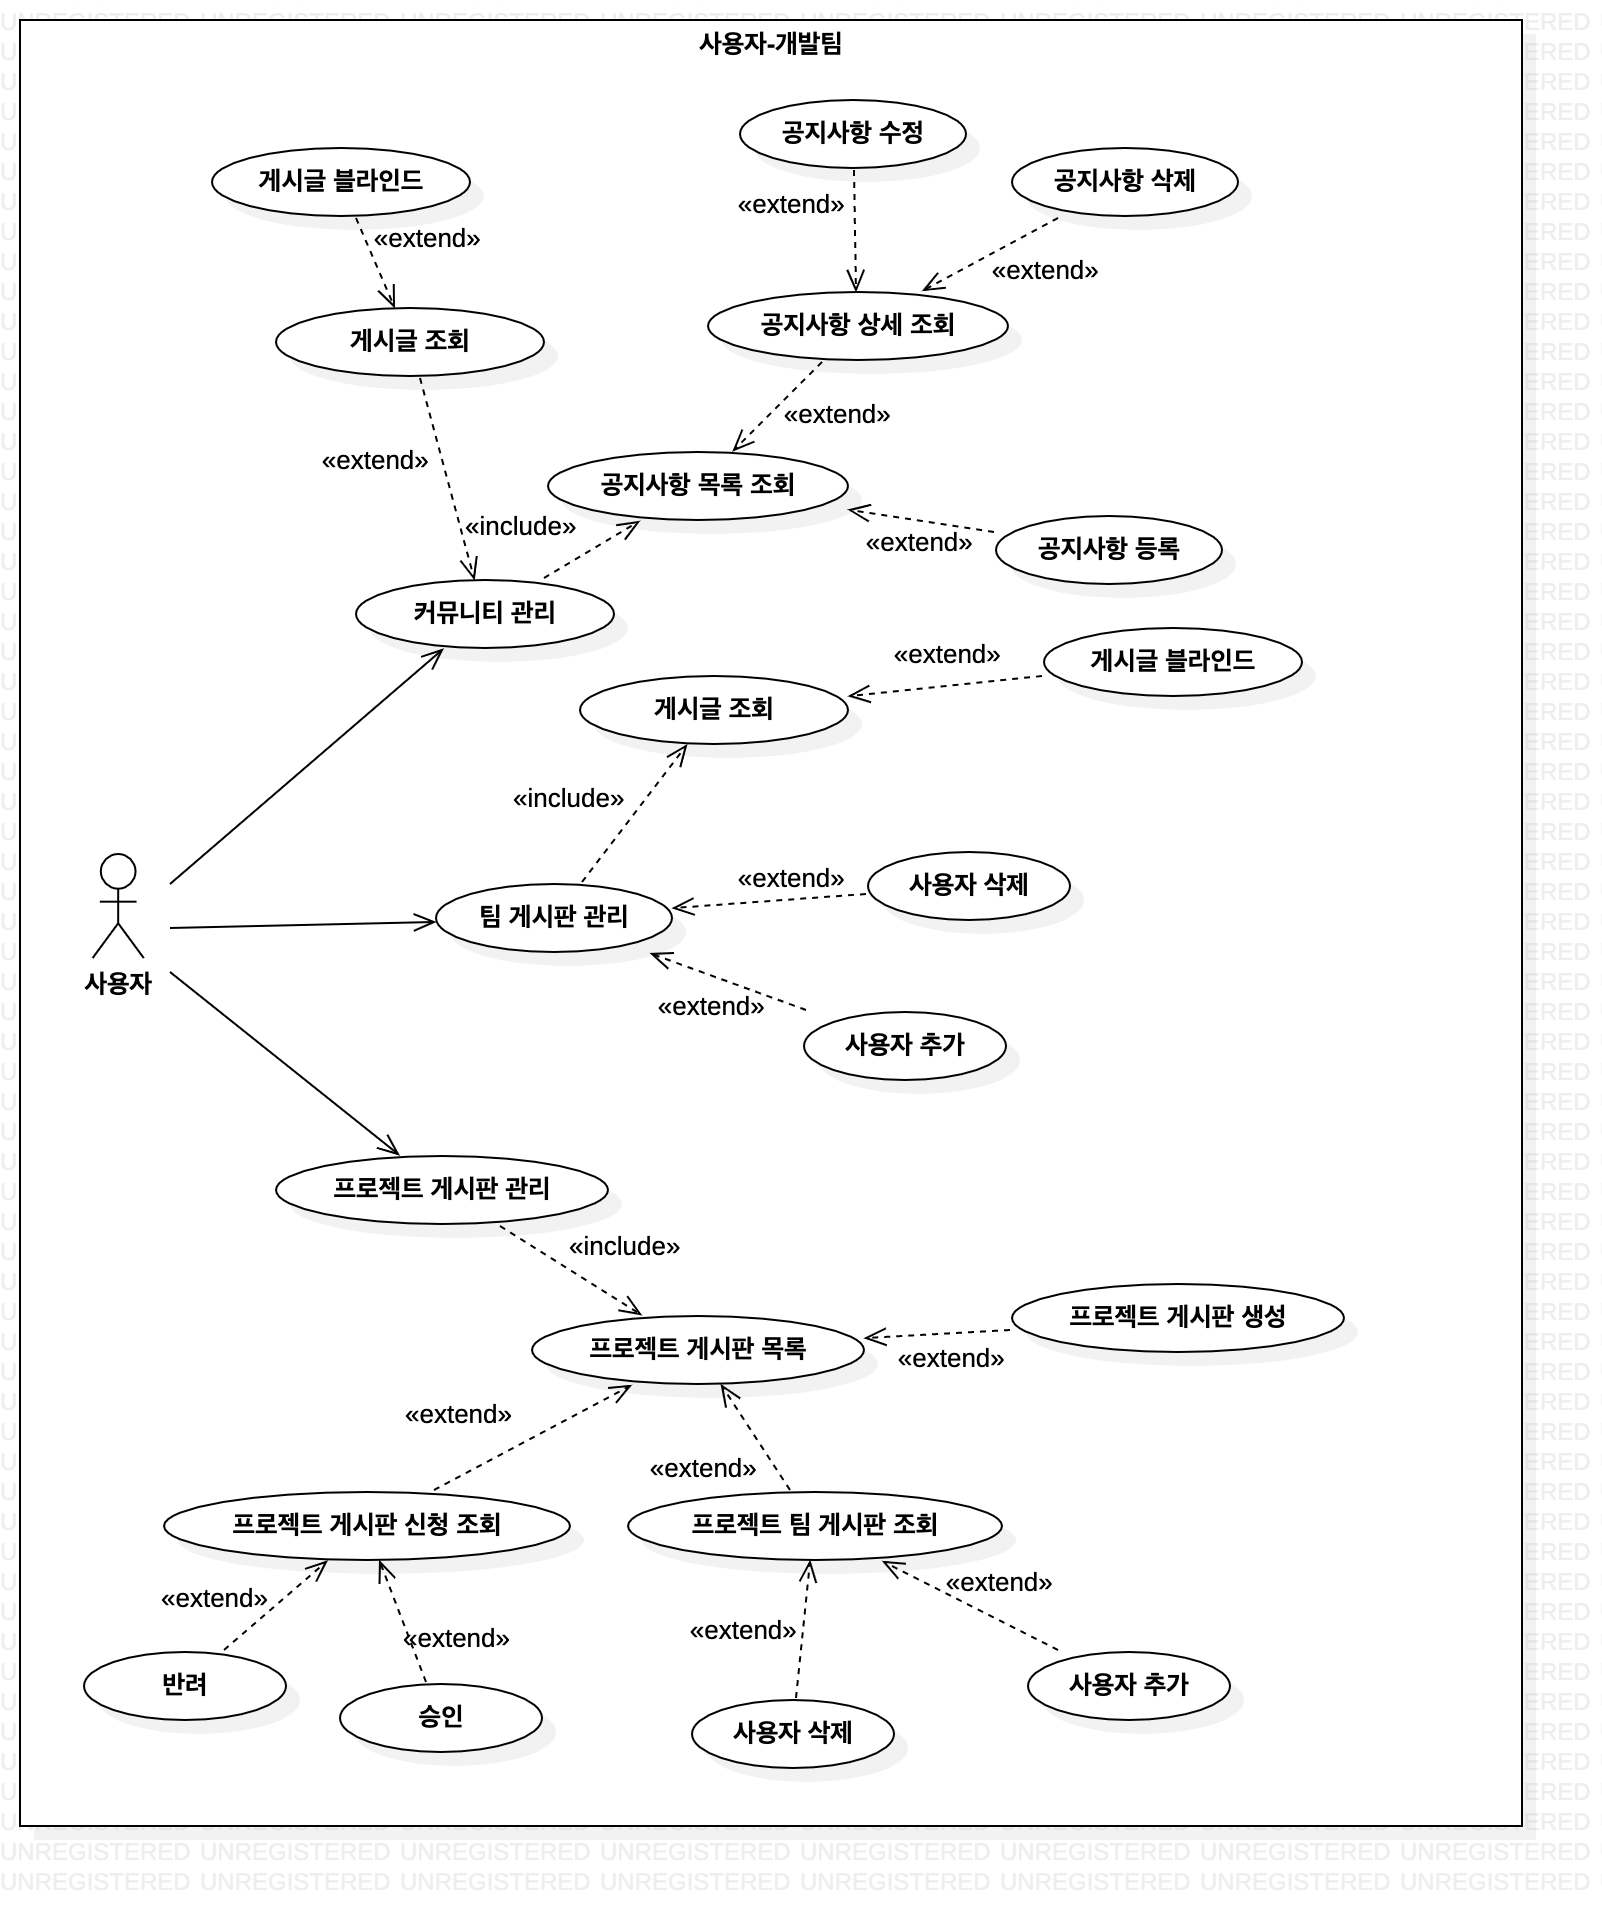 사용자-개발팀
공지사항 수정
게시글 블라인드
공지사항 삭제
«extend»
«extend»
«extend»
공지사항 상세 조회
게시글 조회
«extend»
«extend»
공지사항 목록 조회
«include»
«extend»
공지사항 등록
커뮤니티 관리
«extend»
게시글 블라인드
게시글 조회
«include»
«extend»
사용자 삭제
팀 게시판 관리
사용자
«extend»
사용자 추가
프로젝트 게시판 관리
«include»
프로젝트 게시판 생성
프로젝트 게시판 목록
«extend»
«extend»
«extend»
프로젝트 게시판 신청 조회
프로젝트 팀 게시판 조회
«extend»
«extend»
«extend»
«extend»
반려
사용자 추가
승인
사용자 삭제
UNREGISTERED UNREGISTERED UNREGISTERED UNREGISTERED UNREGISTERED UNREGISTERED UNREGISTERED UNREGISTERED
UNREGISTERED UNREGISTERED UNREGISTERED UNREGISTERED UNREGISTERED UNREGISTERED UNREGISTERED UNREGISTERED